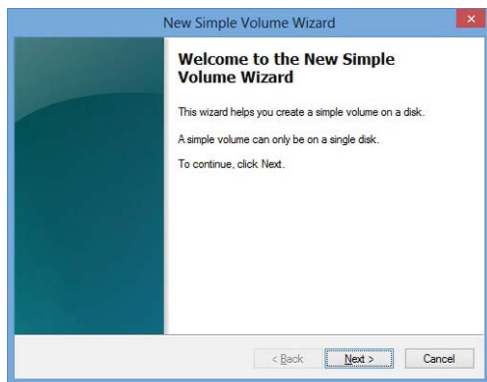 New Simple Volume Wizard
Welcome to the New Simple
Volume Wizard
This wizard helps you create a simple volume on a disk.
A simple volume can only be on a single disk.
To continue, click Next.
< Back
Next >
Cancel